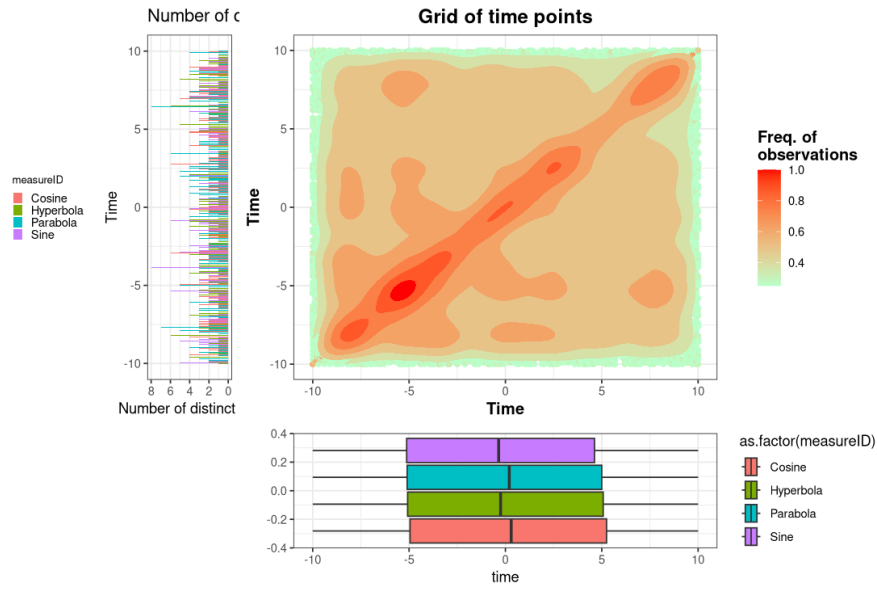 Number of
Grid of time points
10
5
0
-5
-10
Time
8 6 4 2 0
Number of distinct
measureID
Cosine
Hyperbola
Parabola
Sine
10
5
0
-5
-10
Time
-10 -5 0 5 10
Time
Freq. of
observations
1.0
0.8
0.6
0.4
0.4
0.2
0.0
-0.2
-0.4
-10 -5 0 5 10
time
as.factor(measureID)
Cosine
Hyperbola
Parabola
Sine